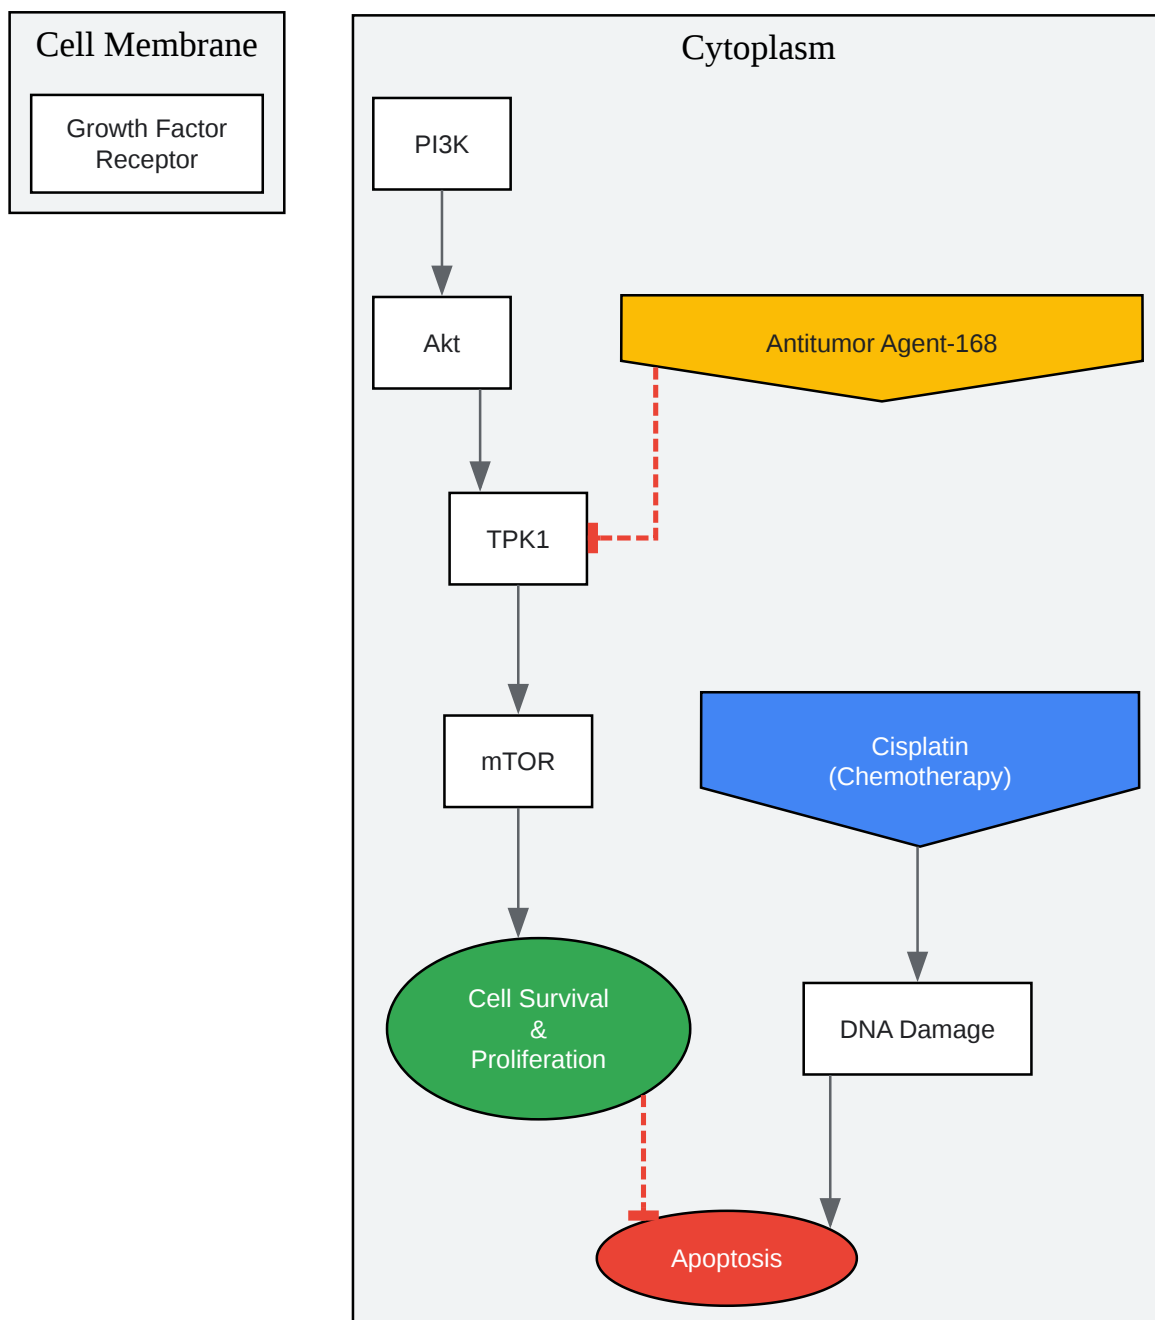 Cell Membrane
Growth Factor
Receptor
Cytoplasm
PI3K
Akt
Antitumor Agent-168
TPK1
mTOR
Cisplatin
(Chemotherapy)
Cell Survival
&
Proliferation
DNA Damage
Apoptosis